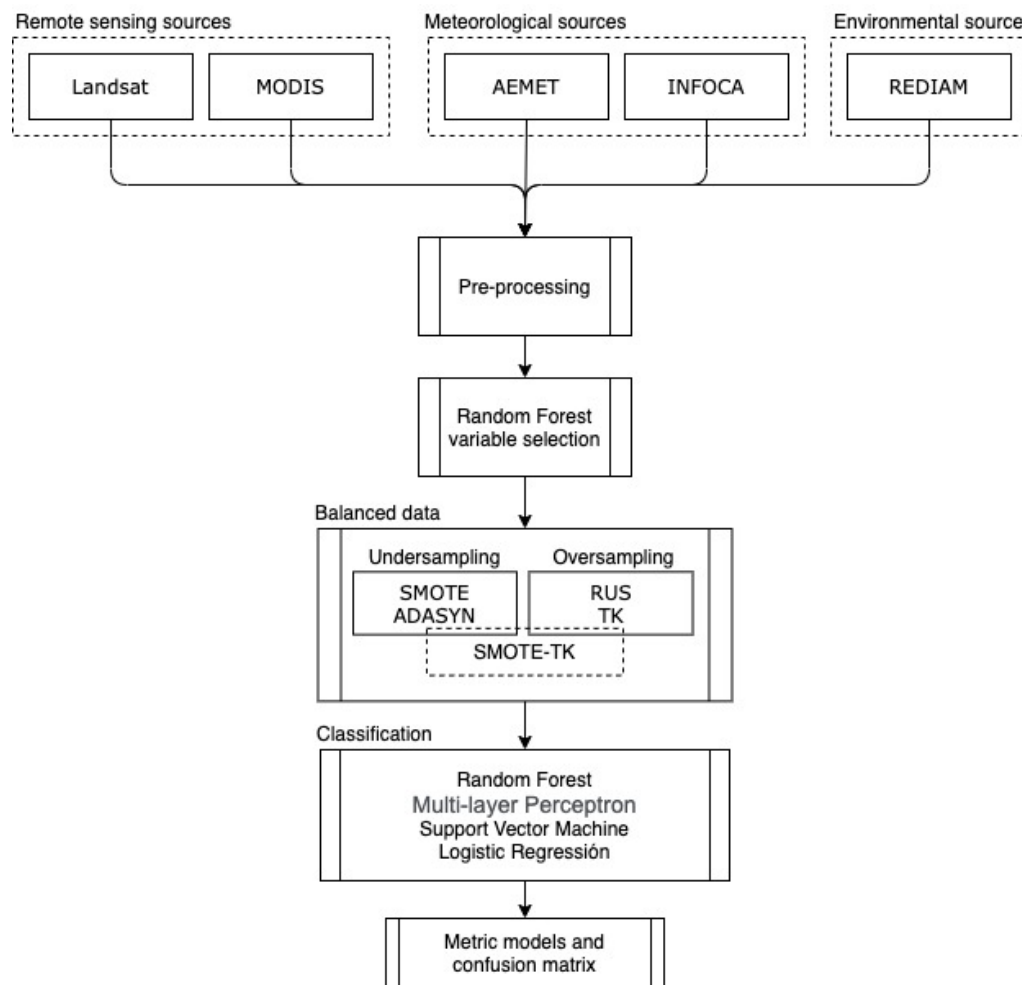 Remote sensing sources
Meteorological sources
Environmental source
Landsat
MODIS
AEMET
INFOCA
REDIAM
Pre-processing
Random Forest
variable selection
Balanced data
Undersampling
Oversampling
SMOTE
ADASYN
RUS
TK
SMOTE-TK
Classification
Random Forest
Multi-layer Perceptron
Support Vector Machine
Logistic Regressión
Metric models and
confusion matrix